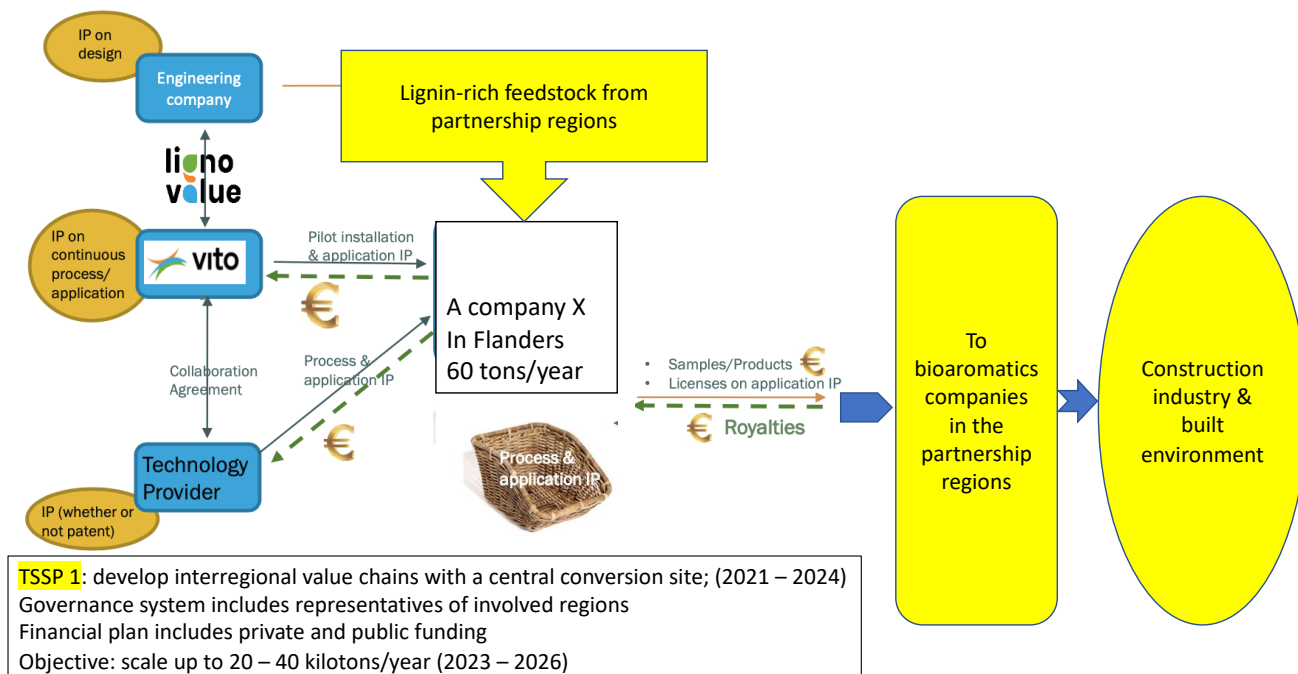 IP on
design
Engineering
company
Lignin-rich feedstock from
partnership regions
ligno
value
IP on
continuous
process/
application
vito
Pilot installation
& application IP
€
A company X
In Flanders
60 tons/year
Collaboration
Agreement
Process &
application IP
€
Technology
Provider
IP (whether or
not patent)
Process &
application IP
• Samples/Products €
• Licenses on application IP
€ Royalties
To
bioaromatics
companies
in the
partnership
regions
Construction
industry &
built
environment
TSSP 1: develop interregional value chains with a central conversion site; (2021 – 2024)
Governance system includes representatives of involved regions
Financial plan includes private and public funding
Objective: scale up to 20 – 40 kilotons/year (2023 – 2026)